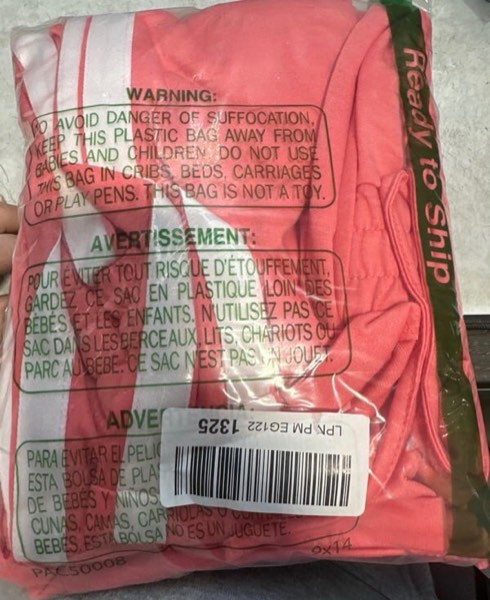 WARNING:
TO AVOID DANGER OF SUFFOCATION,
KEEP THIS PLASTIC BAG AWAY FROM
BABIES AND CHILDREN. DO NOT USE
THIS BAG IN CRIBS, BEDS, CARRIAGES
OR PLAY PENS. THIS BAG IS NOT A TOY.
AVERTISSEMENT:
POUR ÉVITER TOUT RISQUE D'ÉTOUFFEMENT,
GARDEZ CE SAC EN PLASTIQUE LOIN DES
BÉBÉS ET LES ENFANTS. N'UTILISEZ PAS CE
SAC DANS LES BERCEAUX, LITS, CHARIOTS OU
PARC AU BÉBÉ. CE SAC N'EST PAS UN JOUET.
PARA EVITAR EL
ESTA BOLSA DE
DE BEBES Y NIÑOS
CUNAS, CAMAS, CARRIOLAS O
BEBES. ESTA BOLSA NO ES UN JUGUETE.
PAC50008
Ready to Ship
LPN PM EG122 1325